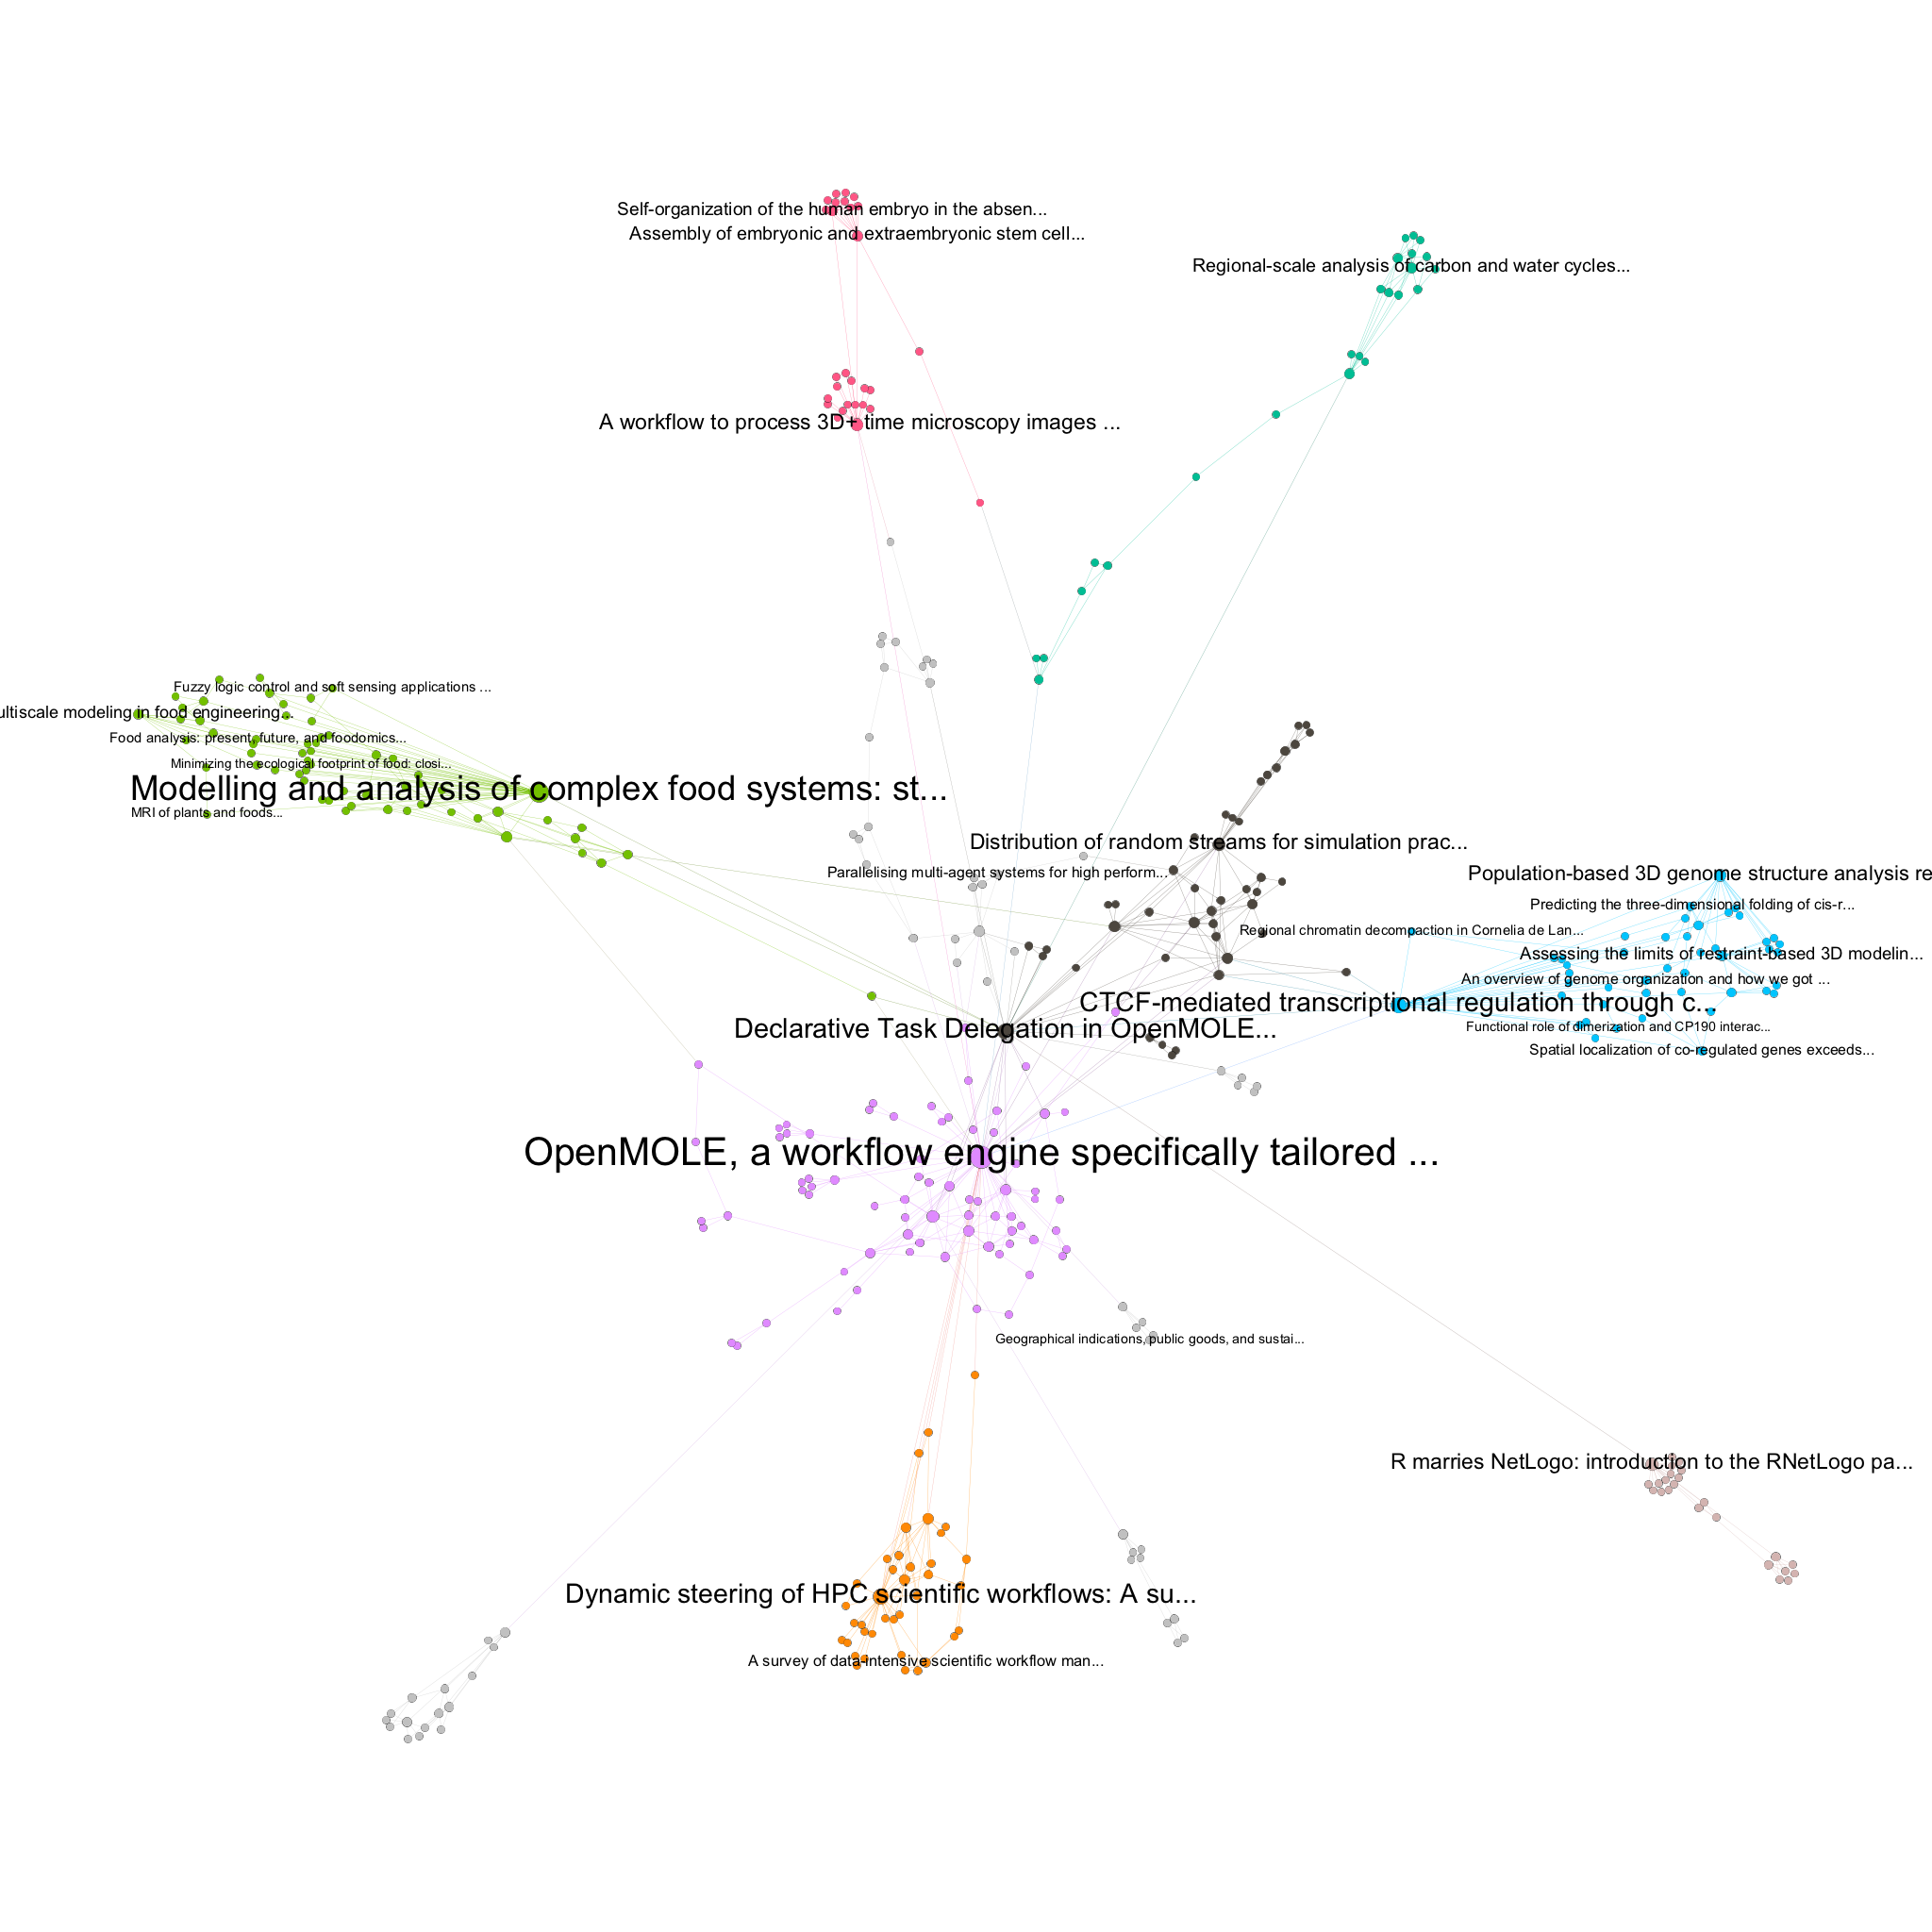 Self-organization of the human embryo in the absen...
Assembly of embryonic and extraembryonic stem cell...
Regional-scale analysis of carbon and water cycles...
A workflow to process 3D+ time microscopy images ...
Fuzzy logic control and soft sensing applications ...
ultiscale modeling in food engineering...
Food analysis: present, future, and foodomics...
Minimizing the ecological footprint of food: closi...
Modelling and analysis of complex food systems: st...
MRI of plants and foods...
Distribution of random streams for simulation prac...
Parallelising multi-agent systems for high perform...
Population-based 3D genome structure analysis re
Predicting the three-dimensional folding of cis-r...
Regional chromatin decompaction in Cornelia de Lan...
Assessing the limits of restraint-based 3D modelin...
An overview of genome organization and how we got ...
CTCF-mediated transcriptional regulation through c...
Declarative Task Delegation in OpenMOLE...
Functional role of dimerization and CP190 interac...
Spatial localization of co-regulated genes exceeds...
OpenMOLE, a workflow engine specifically tailored ...
Geographical indications, public goods, and sustai...
R marries NetLogo: introduction to the RNetLogo pa...
Dynamic steering of HPC scientific workflows: A su...
A survey of data-intensive scientific workflow man...